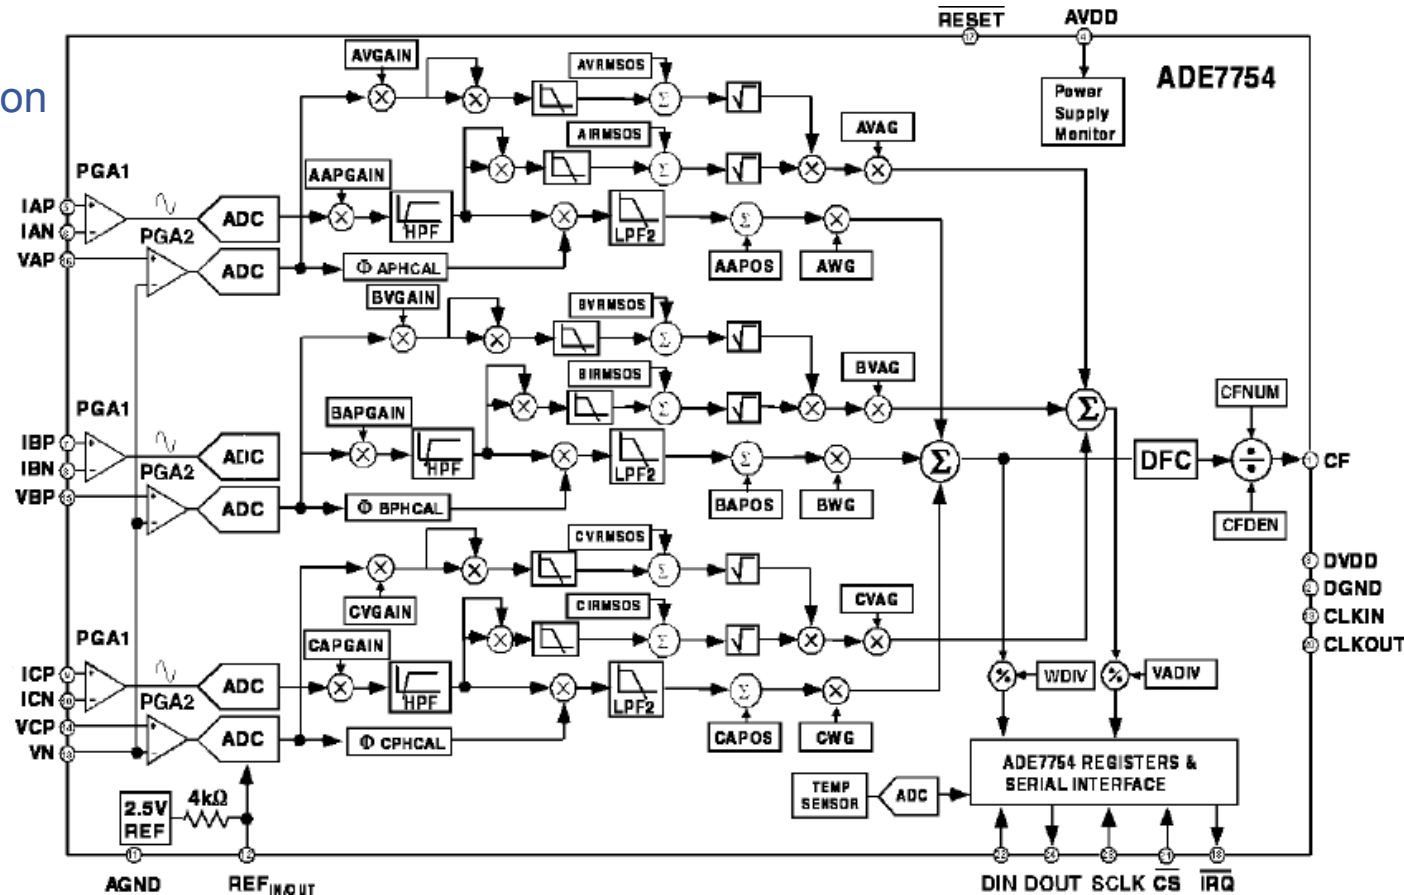 on
RESET
AVDD
ADE7754
Power
Supply
Monitor
AVGAIN
AVRMSOS
Σ
AIRMSOS
Σ
AVAG
PGA1
AAPGAIN
IAP
IAN
VAP
ADC
HPF
LPF2
Σ
PGA2
ADC
Φ APHCAL
AAPOS
AWG
BVGAIN
BVRMSOS
Σ
BIRMSOS
Σ
BVAG
PGA1
BAPGAIN
IBP
IBN
VBP
ADC
HPF
LPF2
Σ
PGA2
ADC
Φ BPHCAL
BAPOS
BWG
Σ
Σ
CFNUM
DFC
CF
CFDEN
CVRMSOS
Σ
CVGAIN
CIRMSOS
Σ
CVAG
DVDD
DGND
CLKIN
CLKOUT
PGA1
CAPGAIN
ICP
ICN
VCP
VN
ADC
HPF
LPF2
Σ
PGA2
ADC
Φ CPHCAL
CAPOS
CWG
%
WDIV
%
VADIV
ADE7754 REGISTERS &
SERIAL INTERFACE
TEMP
SENSOR
ADC
2.5V
REF
4kΩ
11
AGND
REF IN/OUT
DIN DOUT SCLK CS IRQ